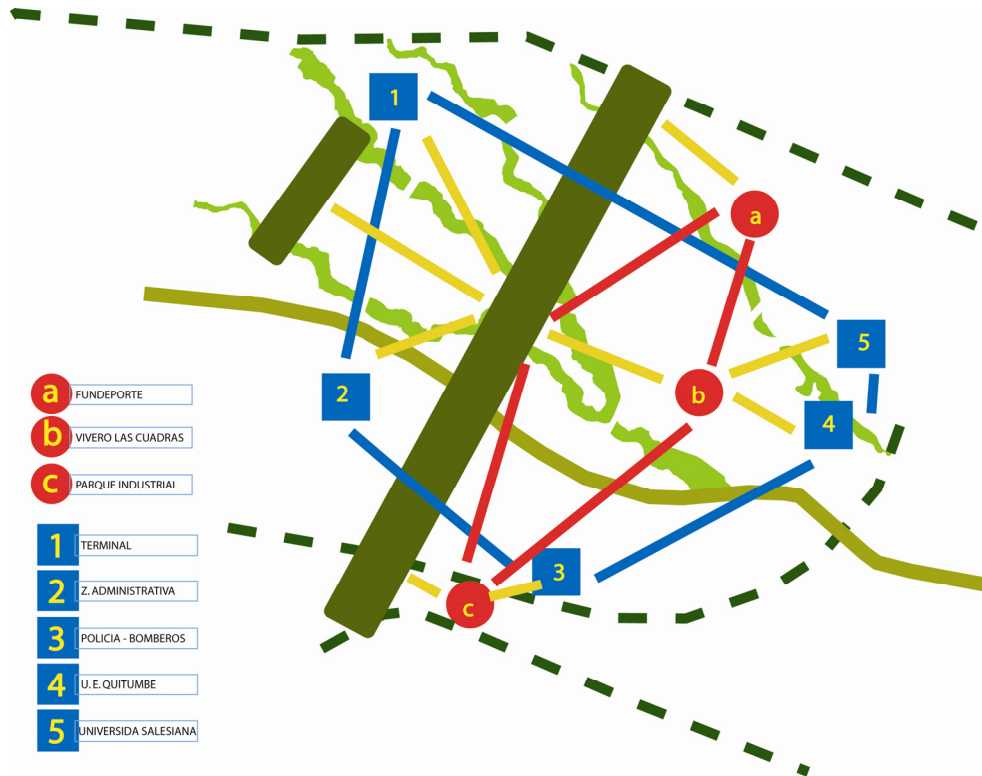 1
a
5
2
b
4
3
c
a FUNDEPORTE
b VIVERO LAS CUADRAS
c PARQUE INDUSTRIAL
1 TERMINAL
2 Z. ADMINISTRATIVA
3 POLICIA - BOMBEROS
4 U. E. QUITUMBE
5 UNIVERSIDA SALESIANA